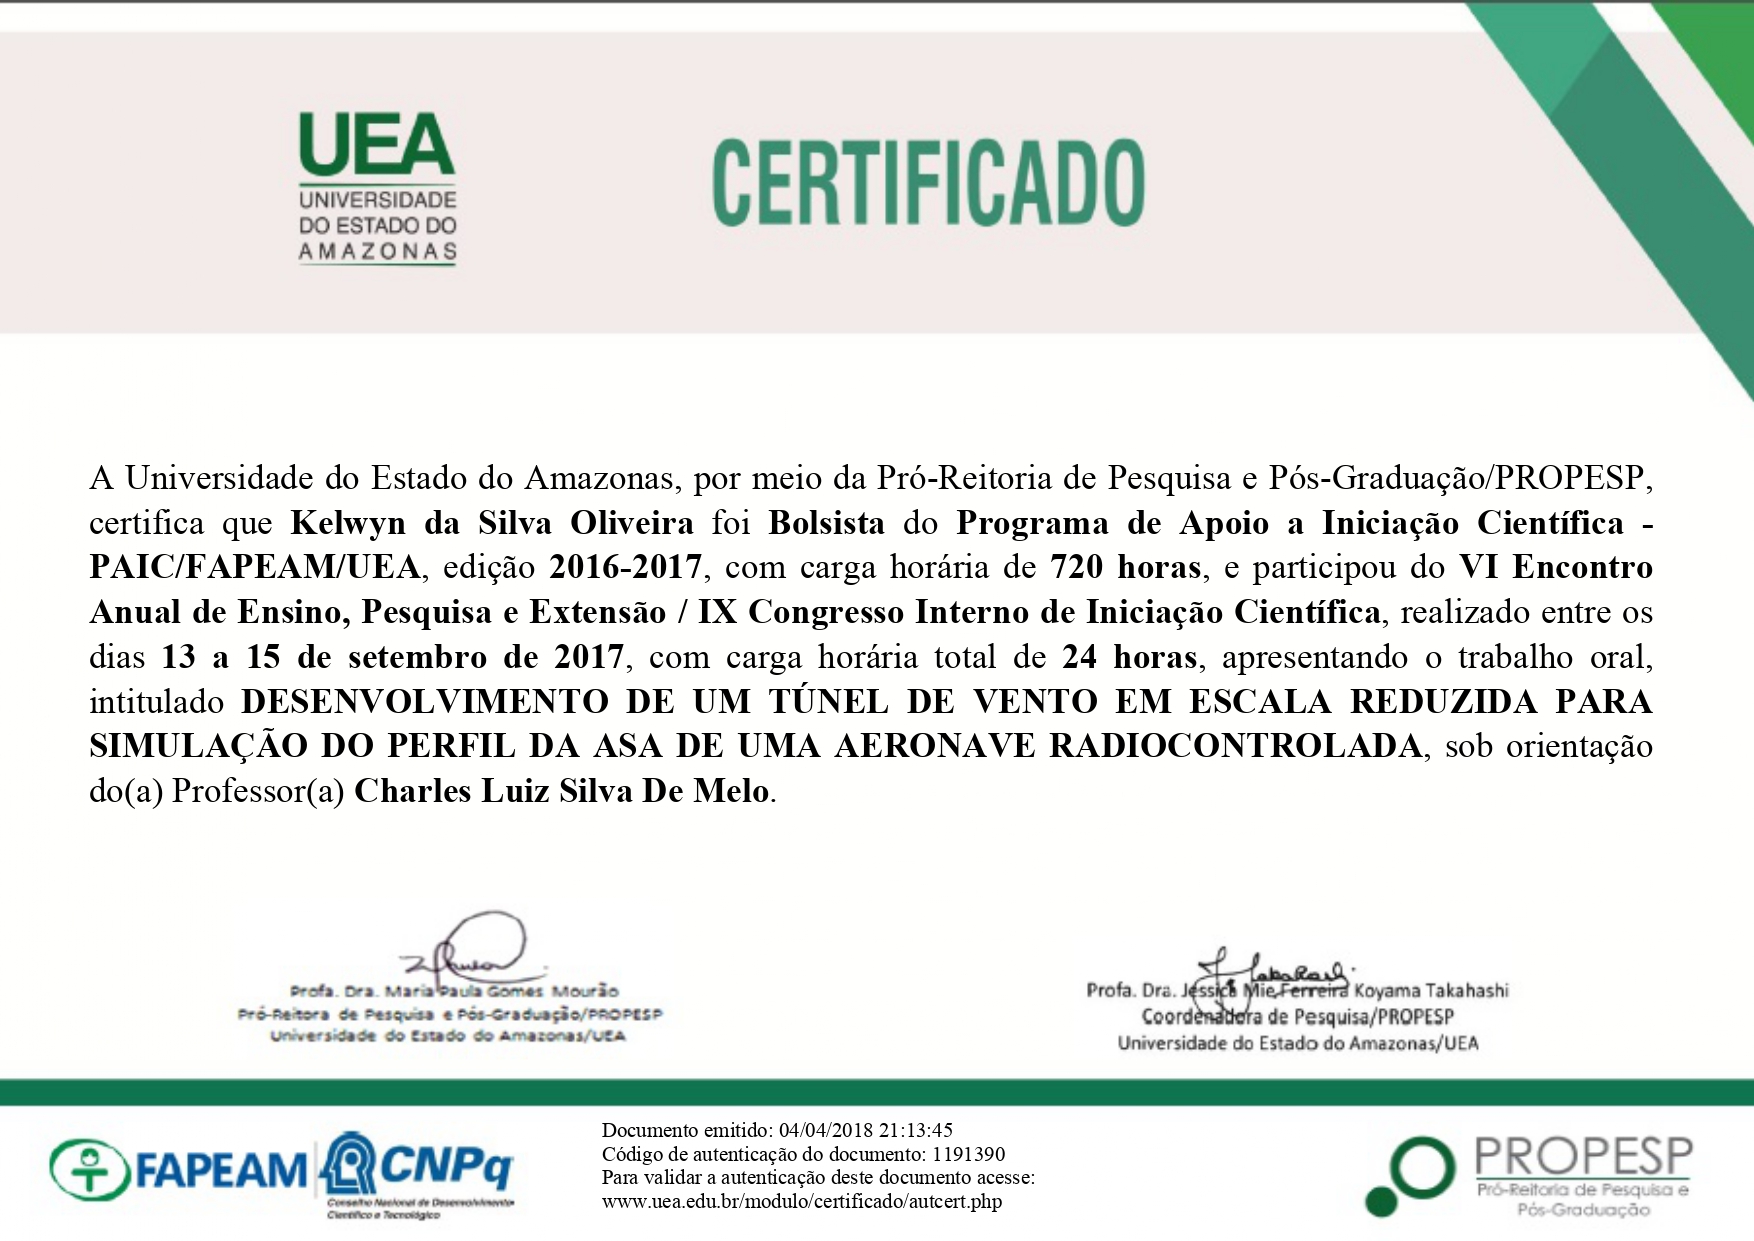 UEA
UNIVERSIDADE
DO ESTADO DO
AMAZONAS
CERTIFICADO
A Universidade do Estado do Amazonas, por meio da Pró-Reitoria de Pesquisa e Pós-Graduação/PROPESP,
certifica que Kelwyn da Silva Oliveira foi Bolsista do Programa de Apoio a Iniciação Científica -
PAIC/FAPEAM/UEA, edição 2016-2017, com carga horária de 720 horas, e participou do VI Encontro
Anual de Ensino, Pesquisa e Extensão / IX Congresso Interno de Iniciação Científica, realizado entre os
dias 13 a 15 de setembro de 2017, com carga horária total de 24 horas, apresentando o trabalho oral,
intitulado DESENVOLVIMENTO DE UM TÚNEL DE VENTO EM ESCALA REDUZIDA PARA
SIMULAÇÃO DO PERFIL DA ASA DE UMA AERONAVE RADIOCONTROLADA, sob orientação
do(a) Professor(a) Charles Luiz Silva De Melo.
Profa. Dra. Maria Paula Gomes Mourão
Pró-Reitora de Pesquisa e Pós-Graduação/PROPESP
Universidade do Estado do Amazonas/UEA
Profa. Dra. Jéssica Mie Ferreira Koyama Takahashi
Coordenadora de Pesquisa/PROPESP
Universidade do Estado do Amazonas/UEA
FAPEAM
CNPq
Conselho Nacional de Desenvolvimento
Científico e Tecnológico
Documento emitido: 04/04/2018 21:13:45
Código de autenticação do documento: 1191390
Para validar a autenticação deste documento acesse:
www.uea.edu.br/modulo/certificado/autcert.php
PROPESP
Pró-Reitoria de Pesquisa e
Pós-Graduação